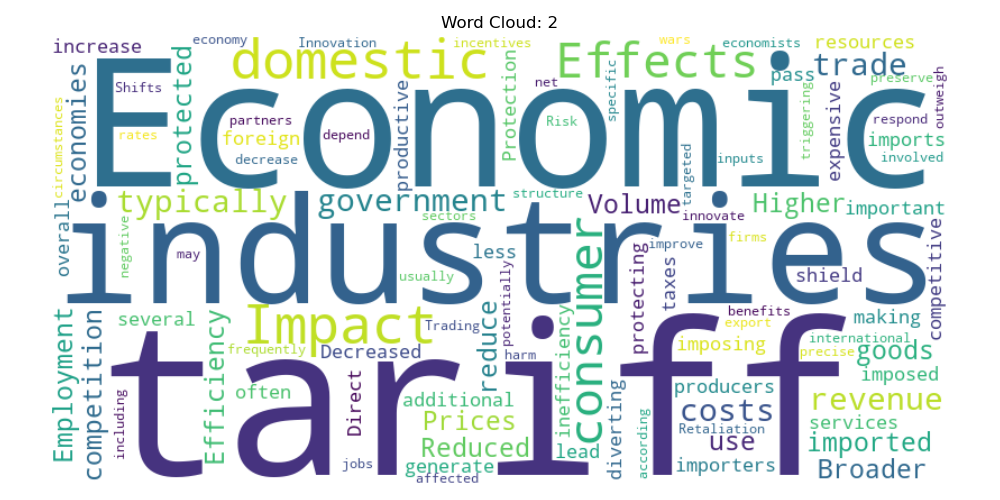 Word Cloud: 2
increase
economy
Innovation
incentives
wars
economists
resources
domestic
Effects
pass
trade
Economic
economies
Shifts
protected
circumstances
rates
partners
foreign
decrease
depend
productive
Protection
net
Risk
specific
targeted
inputs
triggering
expensive
preserve
respond
outweigh
imports
involved
typically
government
structure
sectors
Volume
innovate
Higher
important
industries
overall
negative
may
usually
less
potentially
consumer
improve
protecting
taxes
firms
shield
competitive
Employment
competition
several
Efficiency
Impact
frequently
Decreased
Trading
reduce
harm
inefficiency
benefits
export
imposing
making
international
precise
goods
imposed
tariff
including
often
Direct
jobs
additional
Prices
Reduced
generate
affected
lead
diverting
according
producers
costs
Retaliation
use
importers
revenue
services
imported
Broader